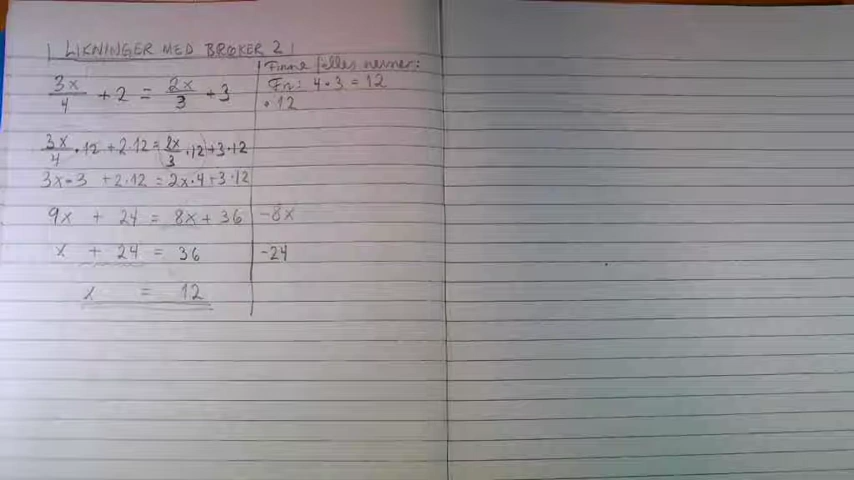 LIKNINGER MED BRØKER 2
Finne felles nevner:
3x/4 + 2 = 2x/3 + 3
Fn: 4·3 = 12
·12
3x/4 ·12 + 2·12 = 2x/3 ·12 + 3·12
3x·3 + 2·12 = 2x·4 + 3·12
9x + 24 = 8x + 36 | -8x
x + 24 = 36 | -24
x = 12